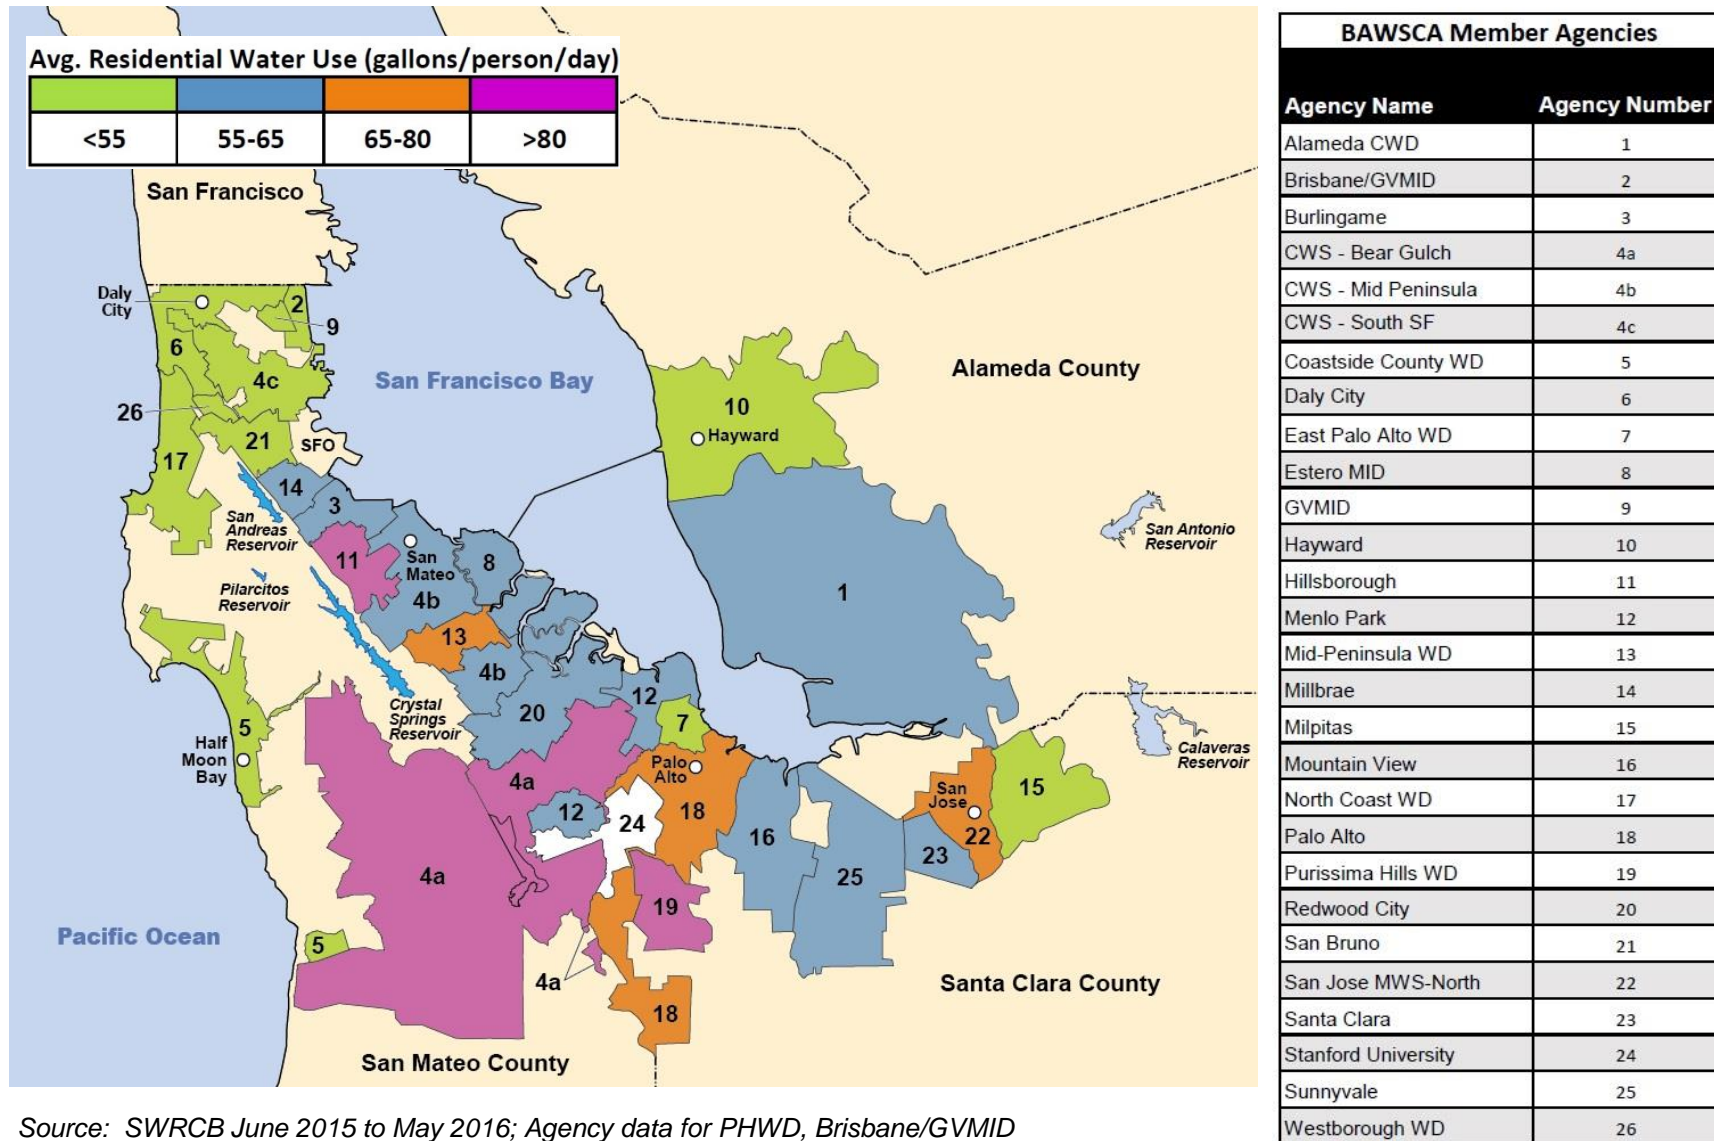 Avg. Residential Water Use (gallons/person/day)
<55 55-65 65-80 >80
San Francisco
Daly
City
2
9
6
4c
26
21
SFO
17
14
3
San
Andreas
Reservoir
11
San
Mateo
8
Pilarcitos
Reservoir
4b
13
4b
Crystal
Springs
Reservoir
20
12
7
5
Half
Moon
Bay
4a
12
24
Palo
Alto
18
4a
5
4a
19
18
16
25
San
Jose
22
23
15
San Francisco Bay
Alameda County
10
Hayward
1
San Antonio
Reservoir
Calaveras
Reservoir
Pacific Ocean
Santa Clara County
San Mateo County
Source: SWRCB June 2015 to May 2016; Agency data for PHWD, Brisbane/GVMID
BAWSCA Member Agencies
Agency Name Agency Number
Alameda CWD 1
Brisbane/GVMID 2
Burlingame 3
CWS - Bear Gulch 4a
CWS - Mid Peninsula 4b
CWS - South SF 4c
Coastside County WD 5
Daly City 6
East Palo Alto WD 7
Estero MID 8
GVMID 9
Hayward 10
Hillsborough 11
Menlo Park 12
Mid-Peninsula WD 13
Millbrae 14
Milpitas 15
Mountain View 16
North Coast WD 17
Palo Alto 18
Purissima Hills WD 19
Redwood City 20
San Bruno 21
San Jose MWS-North 22
Santa Clara 23
Stanford University 24
Sunnyvale 25
Westborough WD 26